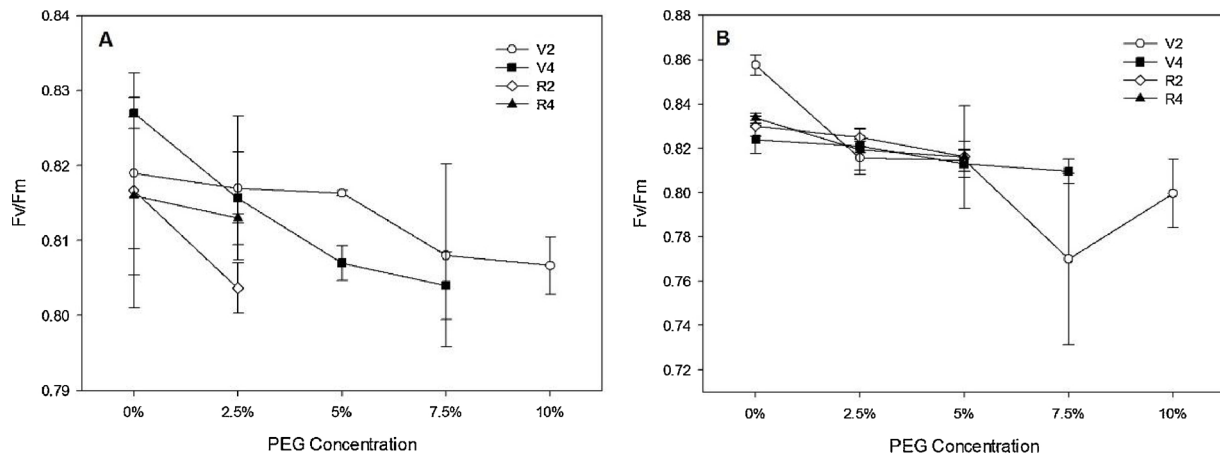 A
V2
V4
R2
R4
0.84
0.83
0.82
0.81
0.80
0.79
Fv/Fm
0%
2.5%
5%
7.5%
10%
PEG Concentration
B
V2
V4
R2
R4
0.88
0.86
0.84
0.82
0.80
0.78
0.76
0.74
0.72
Fv/Fm
0%
2.5%
5%
7.5%
10%
PEG Concentration